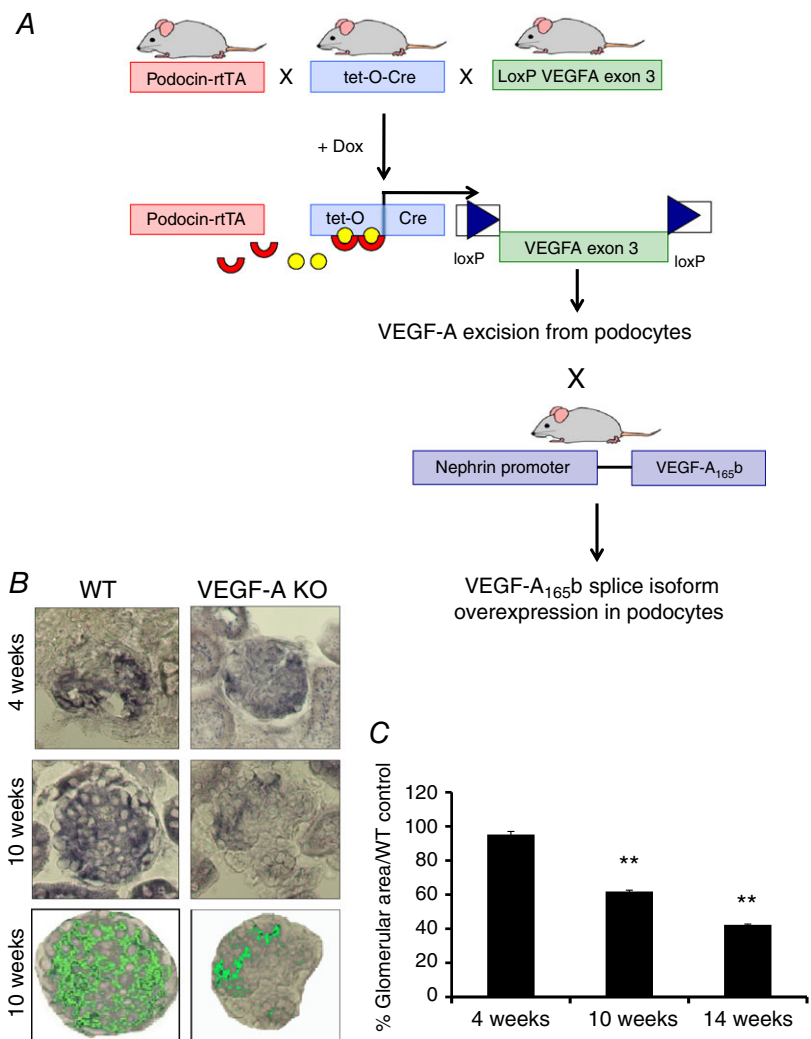 A
Podocin-rtTA X tet-O-Cre X LoxP VEGFA exon 3
+ Dox
Podocin-rtTA tet-O Cre
loxP VEGFA exon 3 loxP
VEGF-A excision from podocytes
X
Nephrin promoter VEGF-A₁₆₅b
VEGF-A₁₆₅b splice isoform
overexpression in podocytes
B
WT VEGF-A KO
4 weeks
10 weeks
10 weeks
C
% Glomerular area/WT control
120
100
80
60
40
20
0
**
**
4 weeks 10 weeks 14 weeks